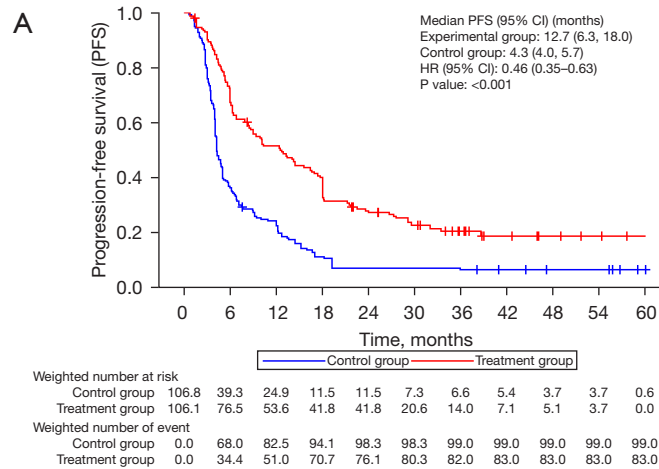 A
Median PFS (95% CI) (months)
Experimental group: 12.7 (6.3, 18.0)
Control group: 4.3 (4.0, 5.7)
HR (95% CI): 0.46 (0.35–0.63)
P value: <0.001
Progression-free survival (PFS)
1.0
0.8
0.6
0.4
0.2
0.0
0 6 12 18 24 30 36 42 48 54 60
Time, months
Control group Treatment group
Weighted number at risk
Control group 106.8 39.3 24.9 11.5 11.5 7.3 6.6 5.4 3.7 3.7 0.6
Treatment group 106.1 76.5 53.6 41.8 41.8 20.6 14.0 7.1 5.1 3.7 0.0
Weighted number of event
Control group 0.0 68.0 82.5 94.1 98.3 98.3 99.0 99.0 99.0 99.0 99.0
Treatment group 0.0 34.4 51.0 70.7 76.1 80.3 82.0 83.0 83.0 83.0 83.0